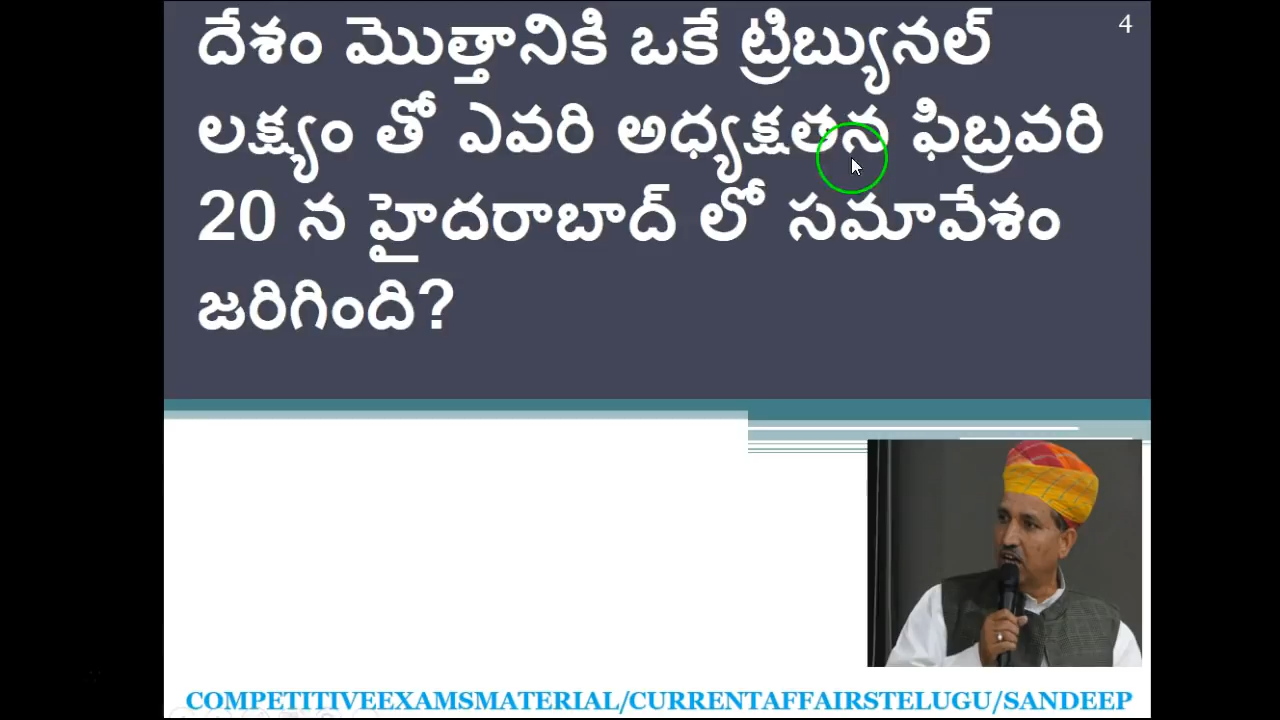 4
దేశం మొత్తానికి ఒకే ట్రిబ్యునల్
లక్ష్యం తో ఎవరి అధ్యక్షతన ఫిబ్రవరి
20 న హైదరాబాద్ లో సమావేశం
జరిగింది?
COMPETITIVEEXAMSMATERIAL/CURRENTAFFAIRSTELUGU/SANDEEP